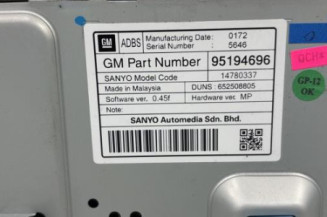 GM ADBS Manufacturing Date: 0172
Serial Number : 5646
GM Part Number 95194696
SANYO Model Code 14780337
Made in Malaysia DUNS : 652508805
Software ver. 0.45f Hardware ver. MP
Note:
SANYO Automedia Sdn. Bhd.
QCH4
GP-12
OK